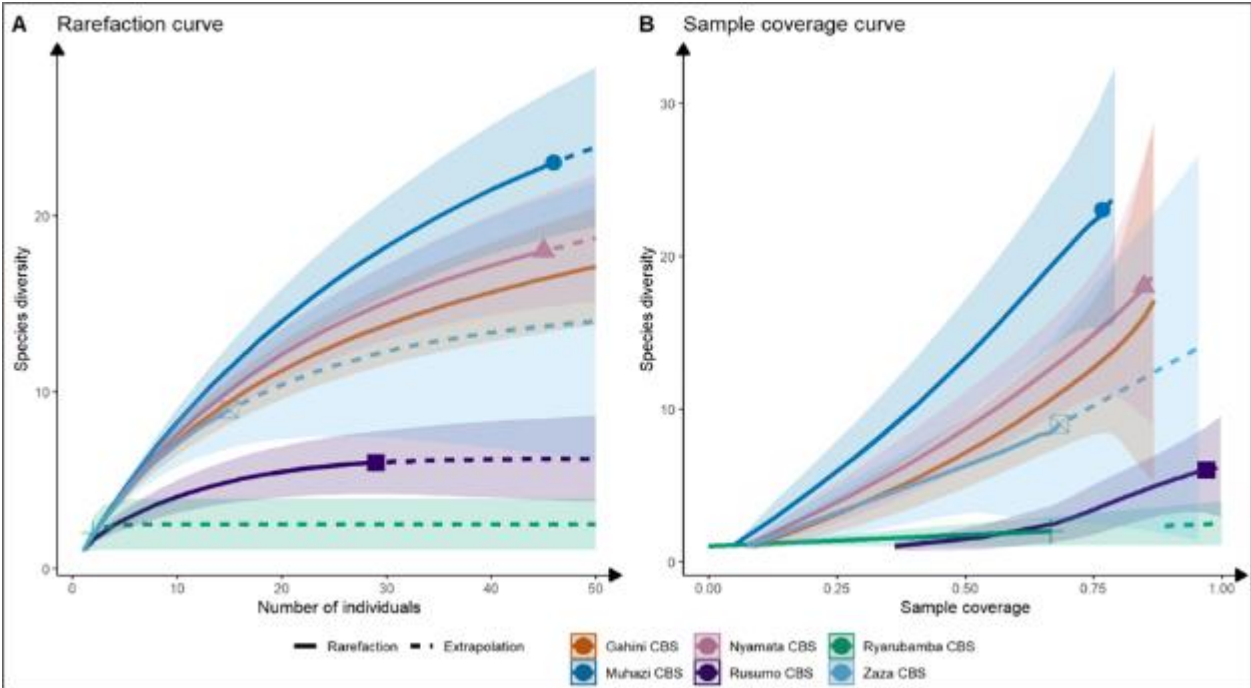 A Rarefaction curve
Species diversity
20
10
0
0 10 20 30 40 50
Number of individuals
B Sample coverage curve
Species diversity
30
20
10
0
0.00 0.25 0.50 0.75 1.00
Sample coverage
Rarefaction Extrapolation
Gahini CBS Nyamata CBS Ryarubamba CBS
Muhazi CBS Rusumo CBS Zaza CBS